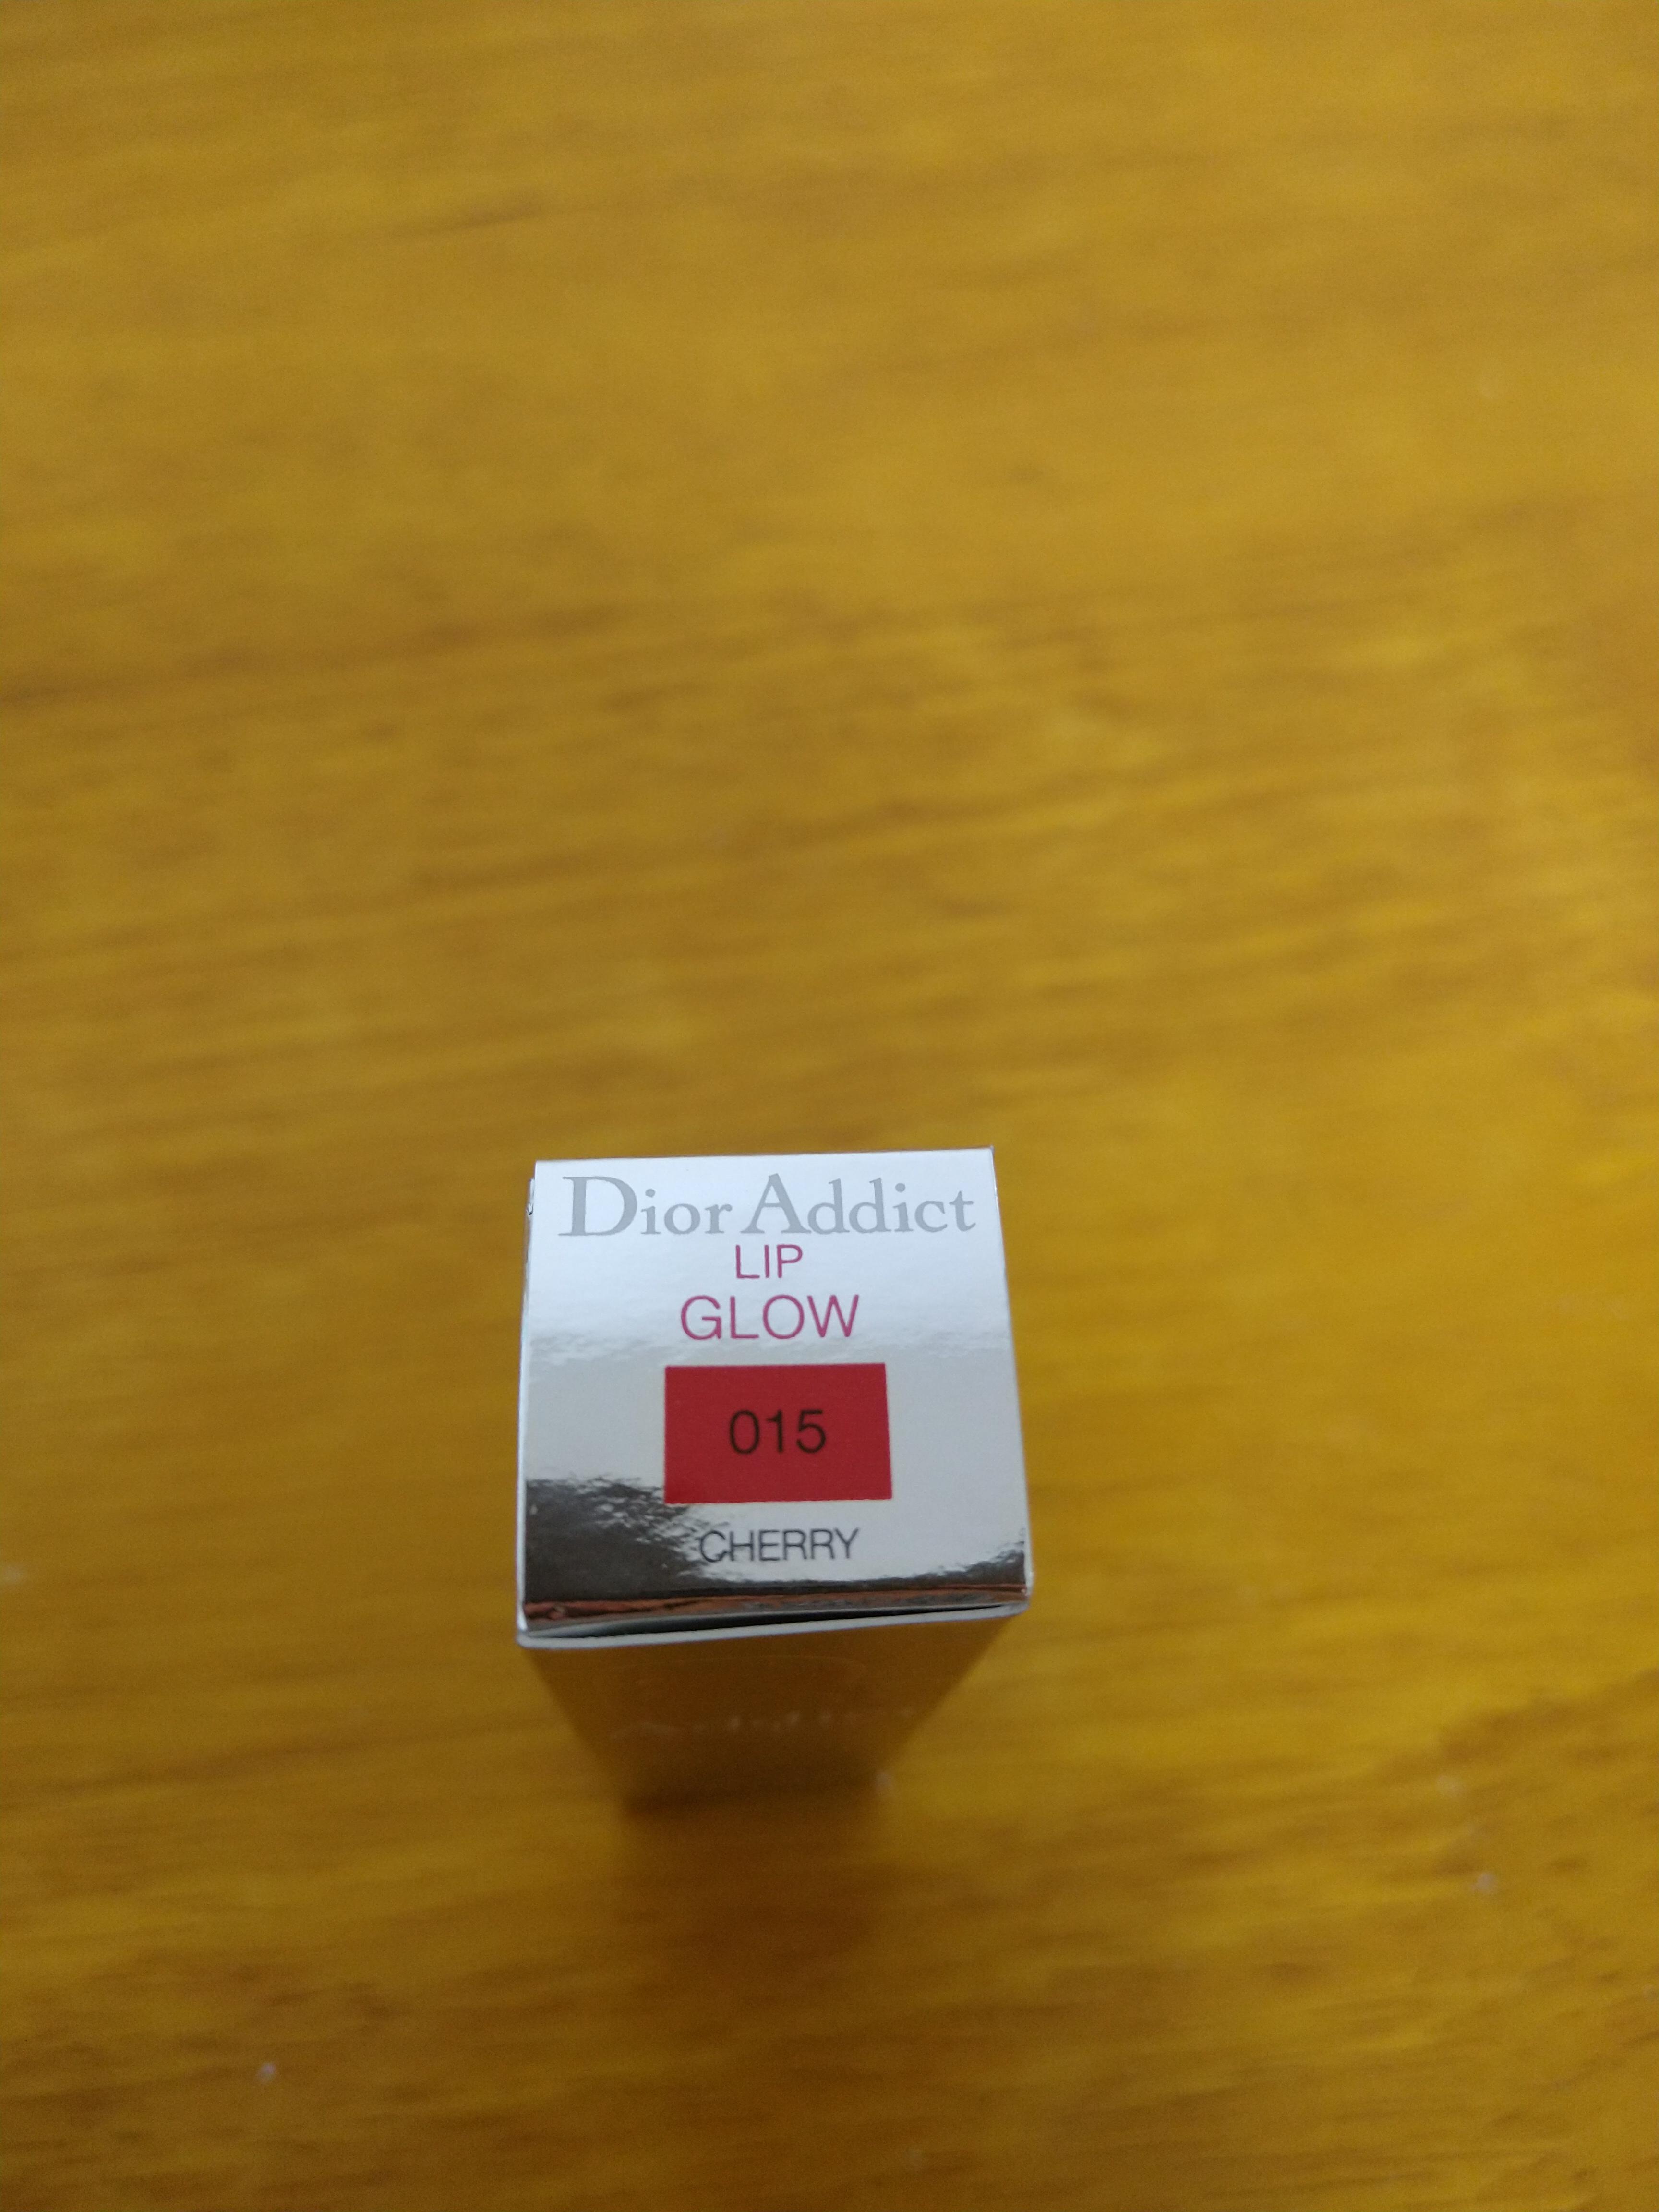 Dior Addict
LIP
GLOW
015
CHERRY